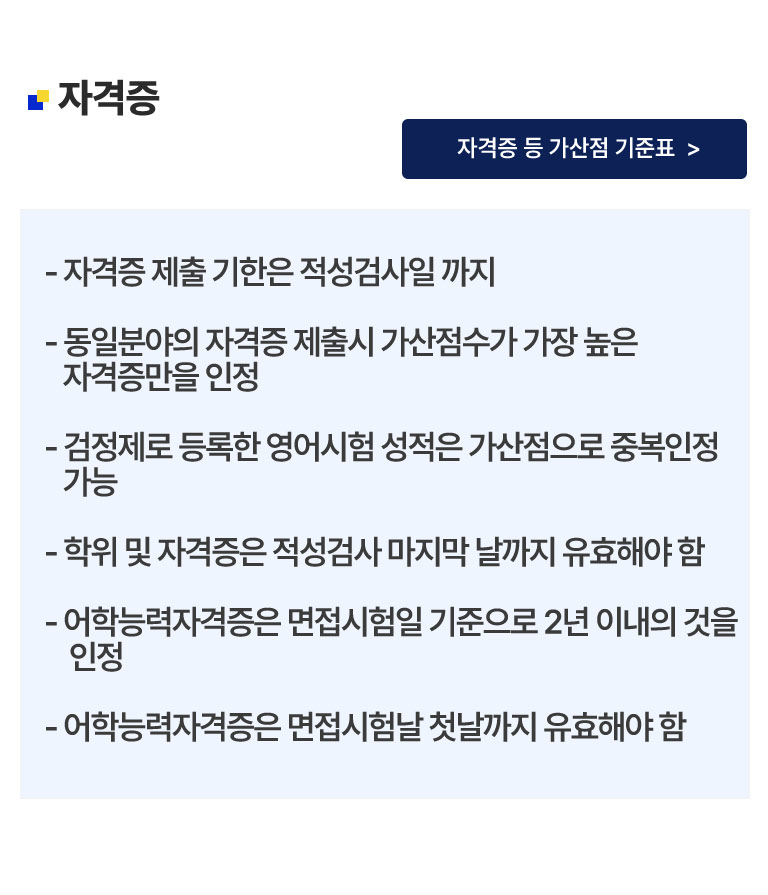 자격증
자격증 등 가산점 기준표 >
- 자격증 제출 기한은 적성검사일 까지
- 동일분야의 자격증 제출시 가산점수가 가장 높은
자격증만을 인정
- 검정제로 등록한 영어시험 성적은 가산점으로 중복인정
가능
- 학위 및 자격증은 적성검사 마지막 날까지 유효해야 함
- 어학능력자격증은 면접시험일 기준으로 2년 이내의 것을
인정
- 어학능력자격증은 면접시험날 첫날까지 유효해야 함